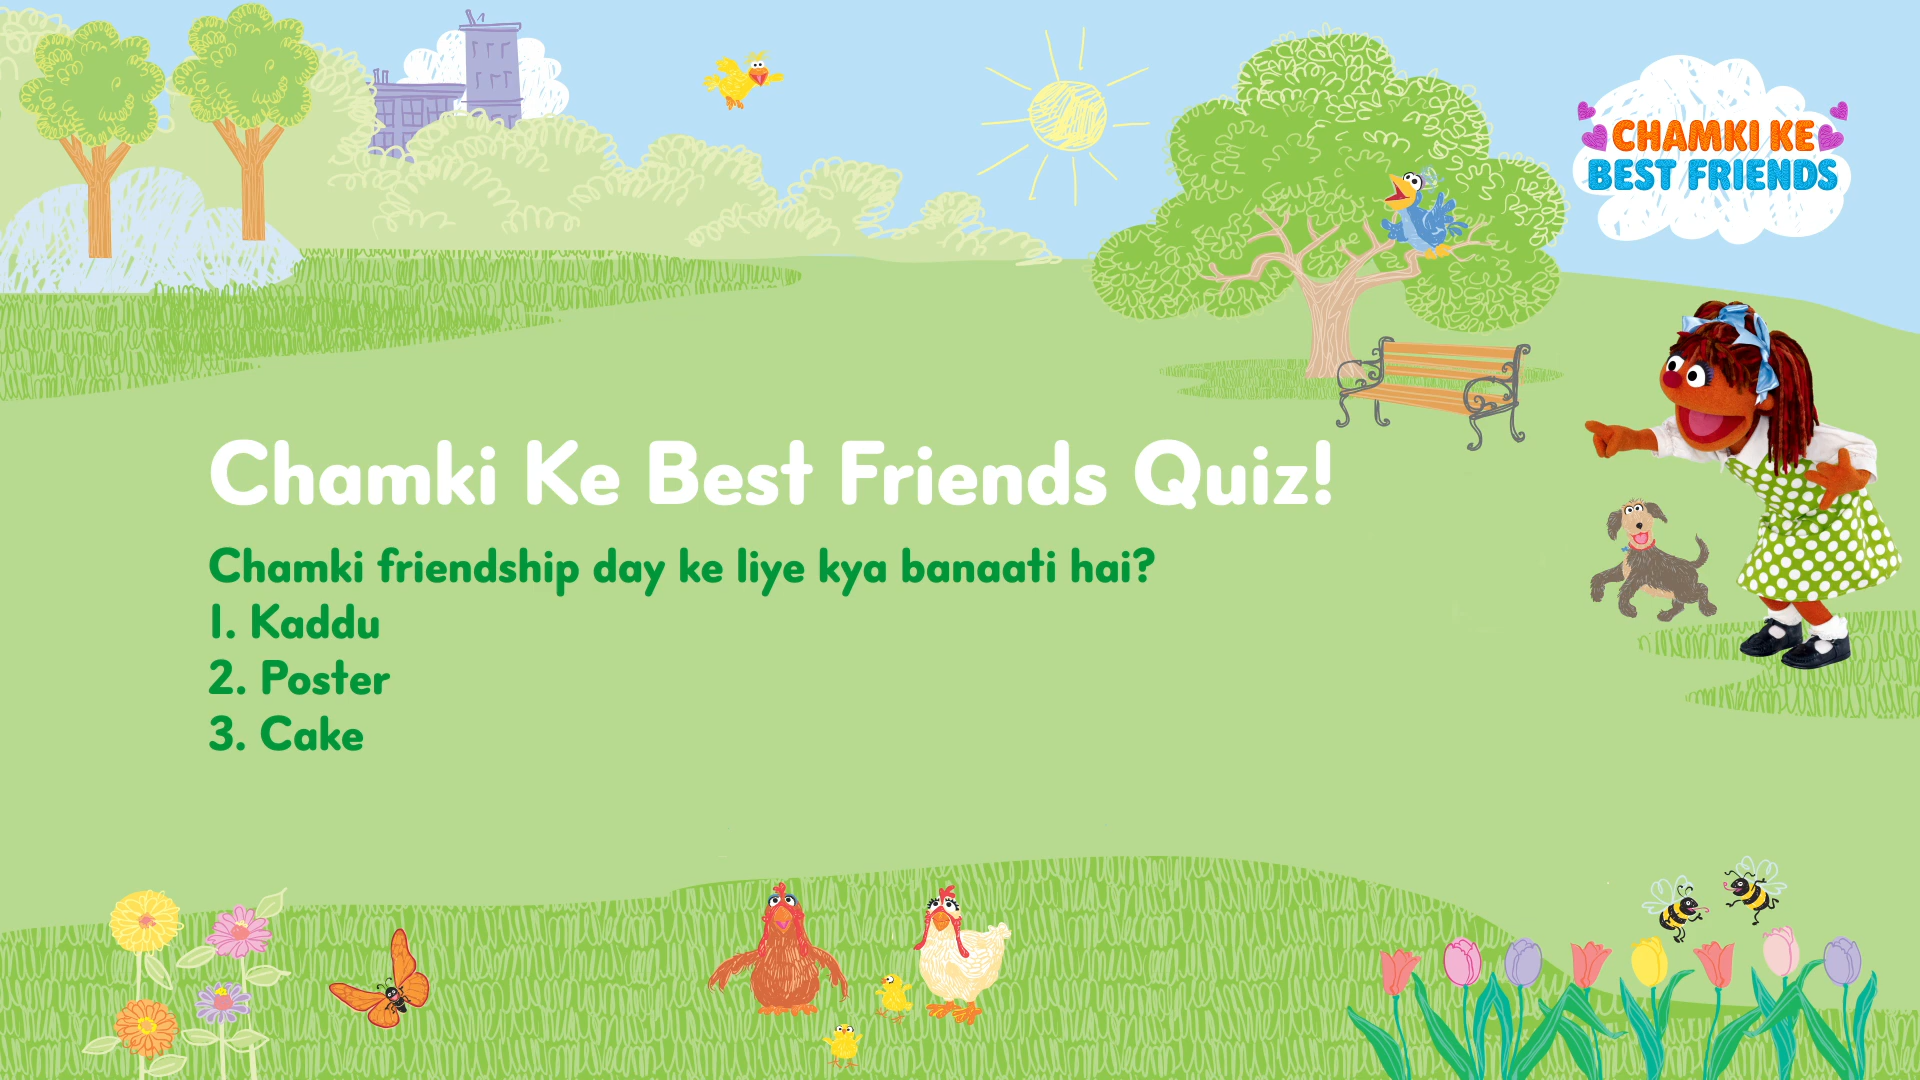 CHAMKI KE
BEST FRIENDS
Chamki Ke Best Friends Quiz!
Chamki friendship day ke liye kya banaati hai?
1. Kaddu
2. Poster
3. Cake